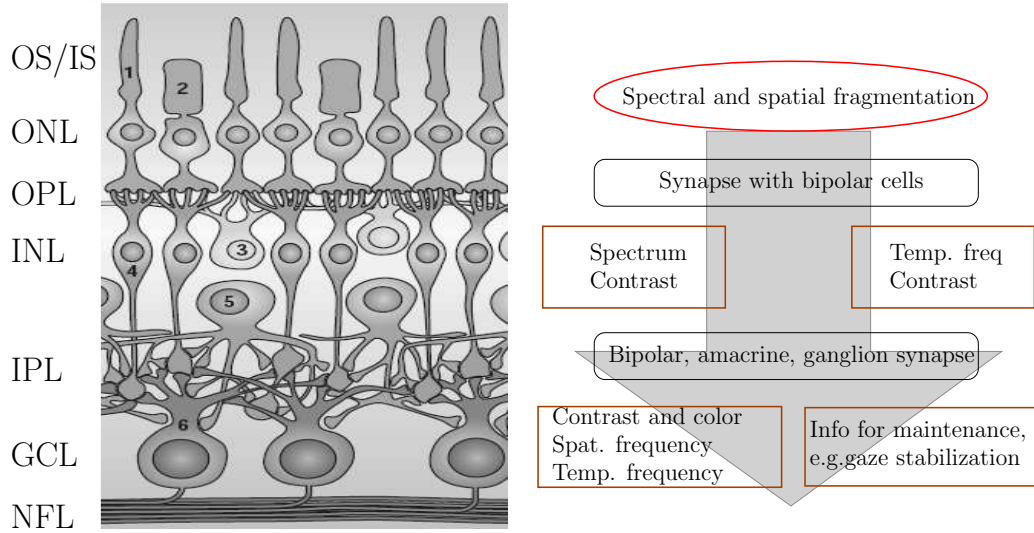 OS/IS
ONL
OPL
INL
IPL
GCL
NFL
1
2
3
4
5
6
Spectral and spatial fragmentation
Synapse with bipolar cells
Spectrum
Contrast
Temp. freq
Contrast
Bipolar, amacrine, ganglion synapse
Contrast and color
Spat. frequency
Temp. frequency
Info for maintenance,
e.g.gaze stabilization